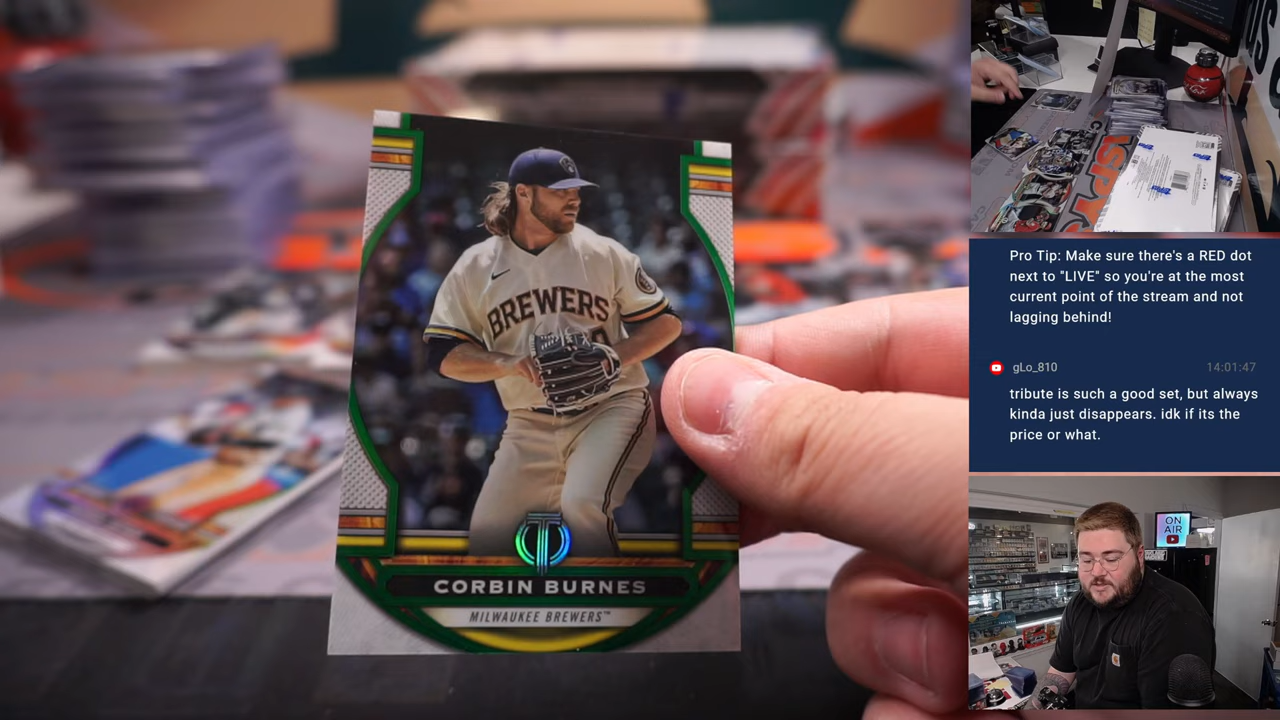 BREWERS
CORBIN BURNES
MILWAUKEE BREWERS™
Pro Tip: Make sure there's a RED dot
next to "LIVE" so you're at the most
current point of the stream and not
lagging behind!
gLo_810
14:01:47
tribute is such a good set, but always
kinda just disappears. idk if its the
price or what.
ON
AIR